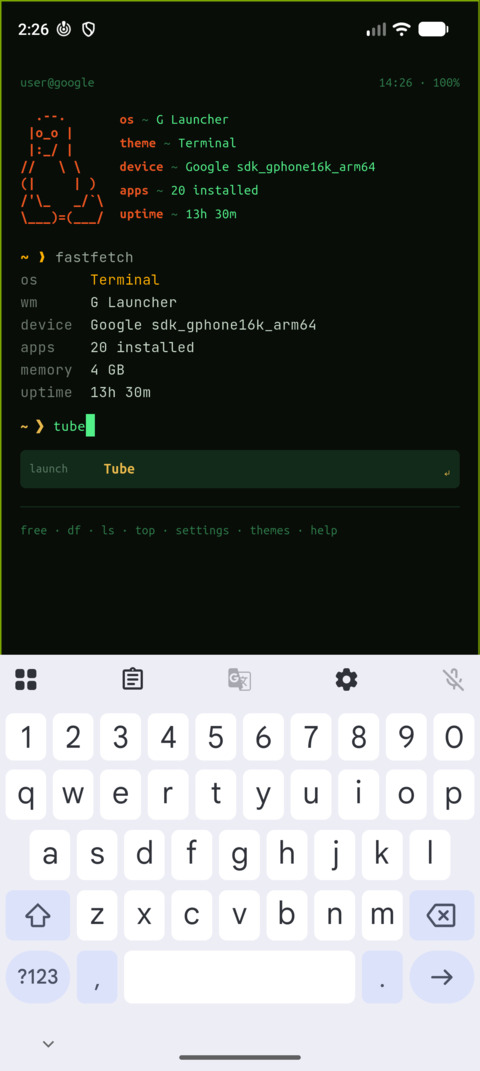 2:26
user@google 14:26 · 100%
.--.
|o_o |
|:_/ |
// \ \
(| | )
/'\_ _/`\
\___)=(___/
os ~ G Launcher
theme ~ Terminal
device ~ Google sdk_gphone16k_arm64
apps ~ 20 installed
uptime ~ 13h 30m
~ ❯ fastfetch
os Terminal
wm G Launcher
device Google sdk_gphone16k_arm64
apps 20 installed
memory 4 GB
uptime 13h 30m
~ ❯ tube
launch Tube ↵
free · df · ls · top · settings · themes · help
1 2 3 4 5 6 7 8 9 0
q w e r t y u i o p
a s d f g h j k l
z x c v b n m
?123 , .